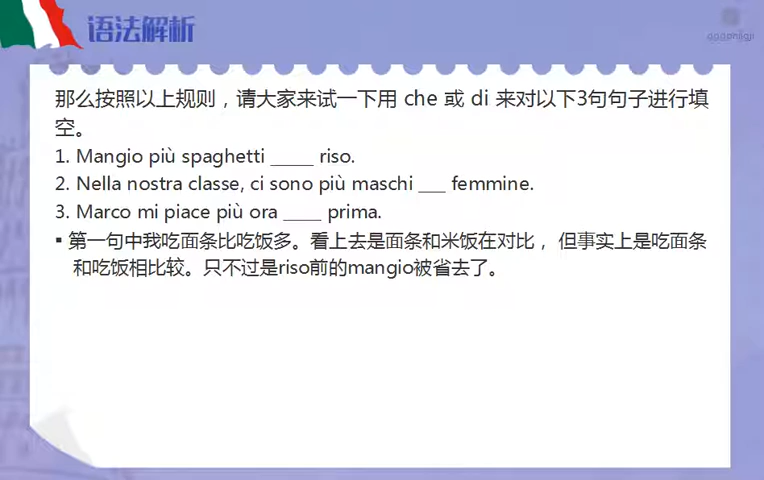 语法解析
那么按照以上规则，请大家来试一下用 che 或 di 来对以下3句句子进行填
空。
1. Mangio più spaghetti _____ riso.
2. Nella nostra classe, ci sono più maschi ___ femmine.
3. Marco mi piace più ora ____ prima.
▪ 第一句中我吃面条比吃饭多。看上去是面条和米饭在对比， 但事实上是吃面条
和吃饭相比较。只不过是riso前的mangio被省去了。